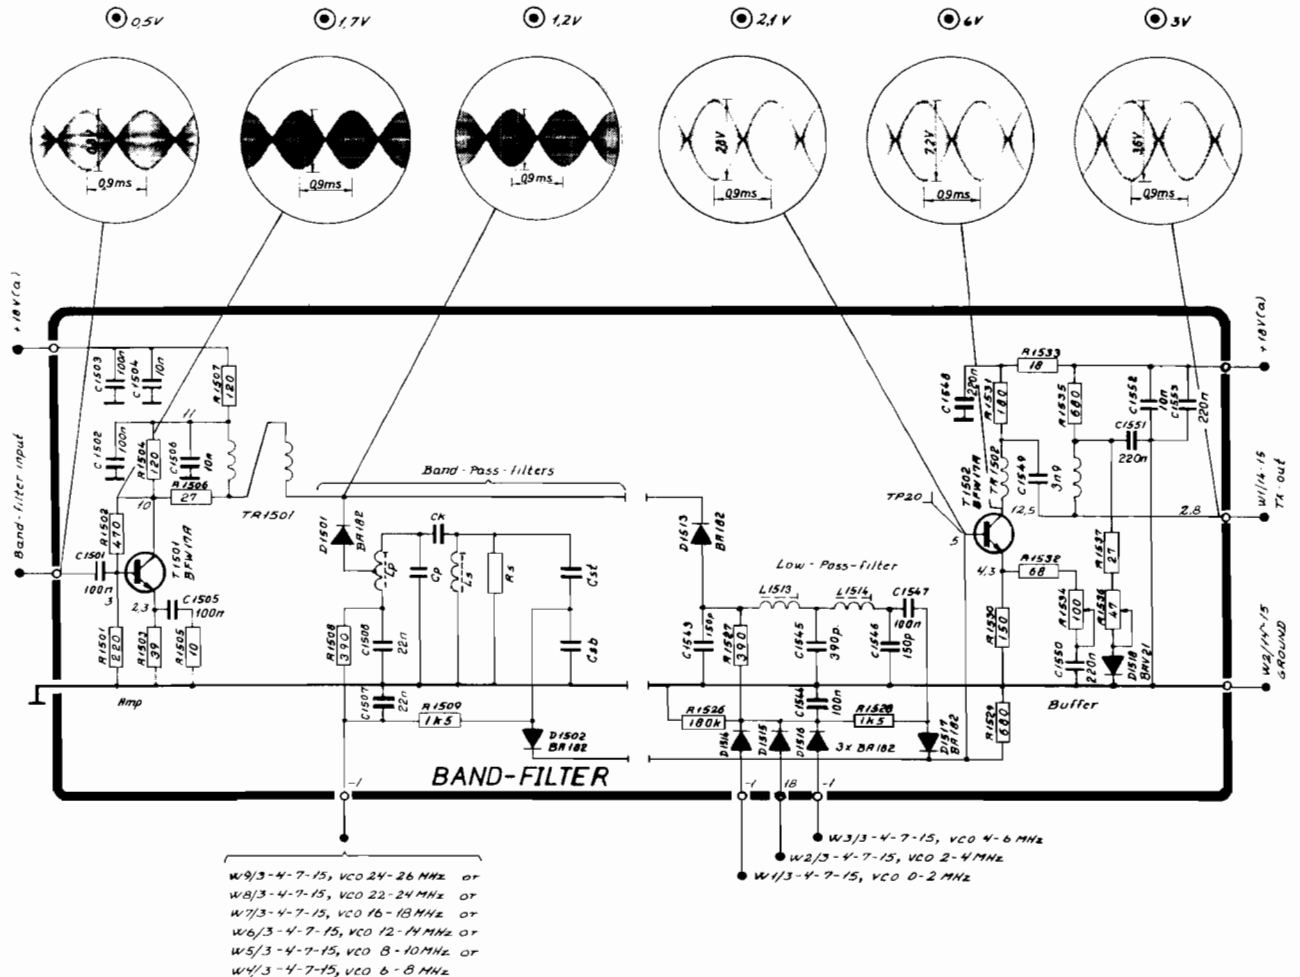 0,5V
1,7V
1,2V
2,1V
6V
3V
0,9ms
0,9ms
0,9ms
2,8V
0,9ms
7,2V
0,9ms
3,6V
0,9ms
+18V(a)
Band-filter input
C1503
100n
C1504
10n
R1507
120
C1502
100n
R1504
120
11
C1506
10n
R1506
27
10
TR1501
R1502
470
C1501
100n
3
T1501
BFW17A
2,3
C1505
100n
R1501
220
R1503
39
R1505
10
Amp
Band-Pass-filters
D1501
BA182
Lp
CK
Cp
Ls
Rs
Cst
Csb
R1508
390
C1508
22n
C1507
22n
R1509
1k5
D1502
BA182
-1
BAND-FILTER
D1513
BA182
Low-Pass-filter
L1513
L1514
C1547
100n
C1543
150p
R1527
390
C1545
390p.
C1546
150p
C1544
100n
R1526
180k
R1528
1k5
D1514
D1515
D1516
3x BA182
D1517
BA182
-1
18
-1
TP20
5
T1502
BFW17A
TR1502
12,5
4,3
C1548
220n
R1531
180
R1533
18
R1535
680
C1549
3n9
C1552
10n
C1553
220n
C1551
220n
2.8
R1532
68
R1530
150
R1534
100
C1550
220n
R1537
27
R1536
47
D1518
BAV21
R1529
680
Buffer
+18V(a)
W1/14-15
TX-out
W2/14-15
GROUND
W3/3-4-7-15, VCO 4-6 MHz
W2/3-4-7-15, VCO 2-4 MHz
W1/3-4-7-15, VCO 0-2 MHz
W9/3-4-7-15, VCO 24-26 MHz or
W8/3-4-7-15, VCO 22-24 MHz or
W7/3-4-7-15, VCO 16-18 MHz or
W6/3-4-7-15, VCO 12-14 MHz or
W5/3-4-7-15, VCO 8-10 MHz or
W4/3-4-7-15, VCO 6-8 MHz